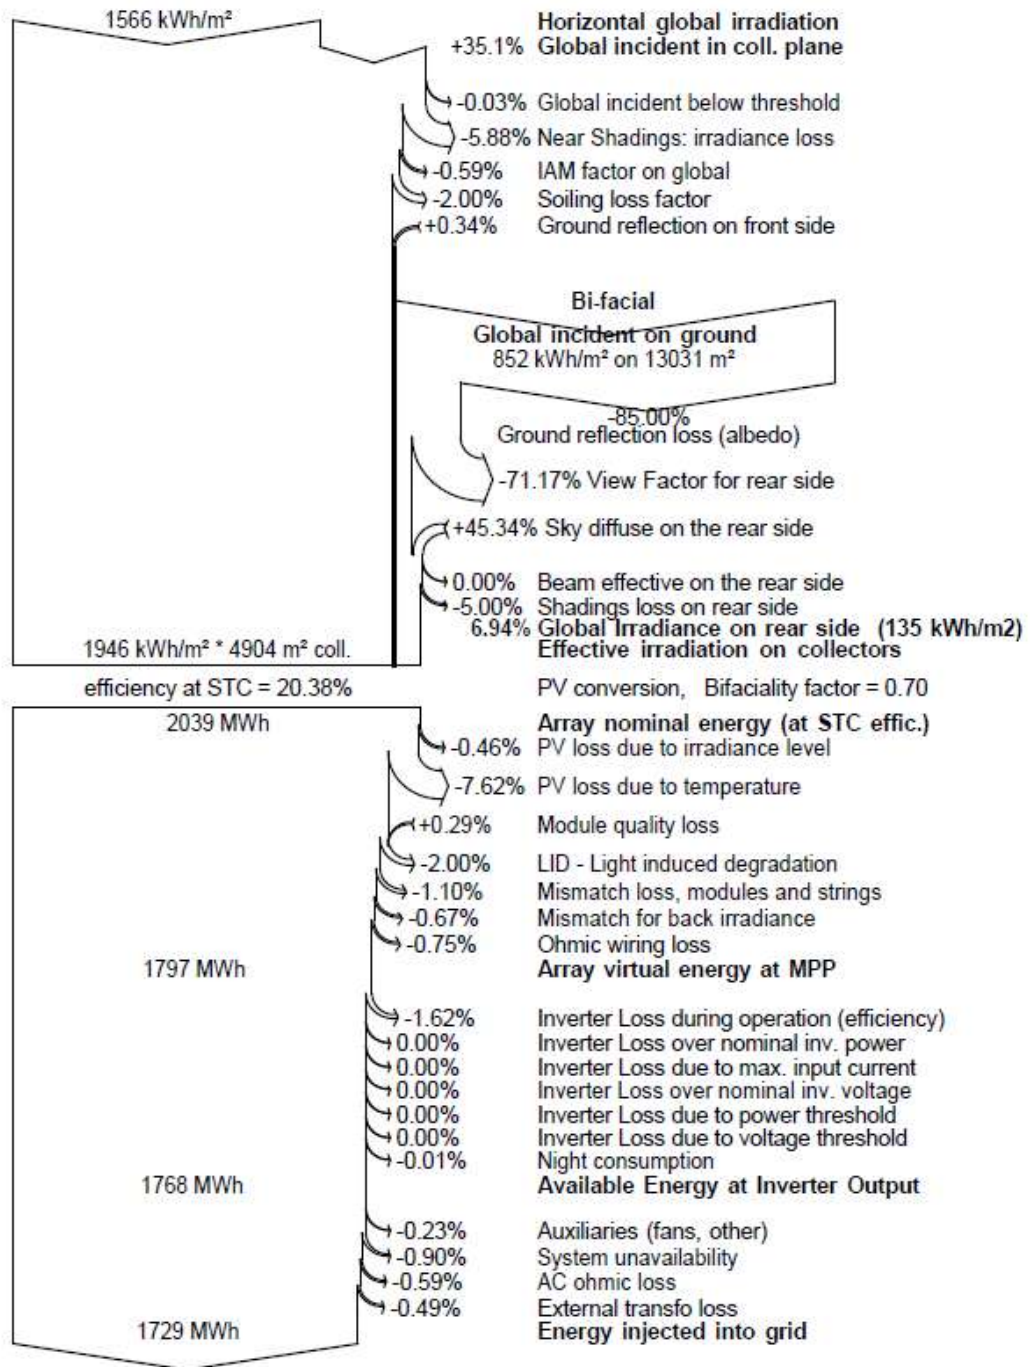 1566 kWh/m² Horizontal global irradiation
+35.1% Global incident in coll. plane
-0.03% Global incident below threshold
-5.88% Near Shadings: irradiance loss
-0.59% IAM factor on global
-2.00% Soiling loss factor
+0.34% Ground reflection on front side
Bi-facial
Global incident on ground
852 kWh/m² on 13031 m²
-85.00%
Ground reflection loss (albedo)
-71.17% View Factor for rear side
+45.34% Sky diffuse on the rear side
0.00% Beam effective on the rear side
-5.00% Shadings loss on rear side
6.94% Global Irradiance on rear side (135 kWh/m2)
1946 kWh/m² * 4904 m² coll. Effective irradiation on collectors
efficiency at STC = 20.38% PV conversion, Bifaciality factor = 0.70
2039 MWh Array nominal energy (at STC effic.)
-0.46% PV loss due to irradiance level
-7.62% PV loss due to temperature
+0.29% Module quality loss
-2.00% LID - Light induced degradation
-1.10% Mismatch loss, modules and strings
-0.67% Mismatch for back irradiance
-0.75% Ohmic wiring loss
1797 MWh Array virtual energy at MPP
-1.62% Inverter Loss during operation (efficiency)
0.00% Inverter Loss over nominal inv. power
0.00% Inverter Loss due to max. input current
0.00% Inverter Loss over nominal inv. voltage
0.00% Inverter Loss due to power threshold
0.00% Inverter Loss due to voltage threshold
-0.01% Night consumption
1768 MWh Available Energy at Inverter Output
-0.23% Auxiliaries (fans, other)
-0.90% System unavailability
-0.59% AC ohmic loss
-0.49% External transfo loss
1729 MWh Energy injected into grid